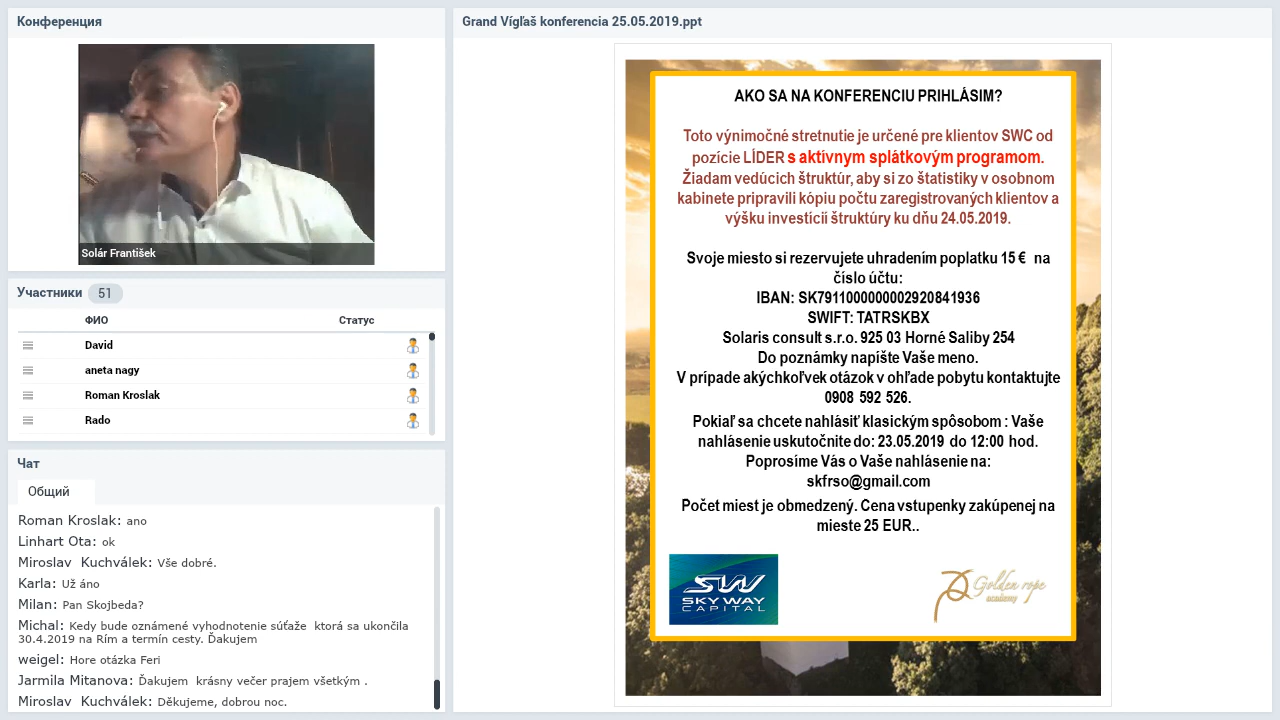 Конференция
Solár František
Участники 51
ФИО Статус
David
aneta nagy
Roman Kroslak
Rado
Чат
Общий
Roman Kroslak: ano
Linhart Ota: ok
Miroslav Kuchválek: Vše dobré.
Karla: Už áno
Milan: Pan Skojbeda?
Michal: Kedy bude oznámené vyhodnotenie súťaže ktorá sa ukončila
30.4.2019 na Rím a termín cesty. Ďakujem
weigel: Hore otázka Feri
Jarmila Mitanova: Ďakujem krásny večer prajem všetkým .
Miroslav Kuchválek: Děkujeme, dobrou noc.
Grand Vígľaš konferencia 25.05.2019.ppt
AKO SA NA KONFERENCIU PRIHLÁSIM?
Toto výnimočné stretnutie je určené pre klientov SWC od
pozície LÍDER s aktívnym splátkovým programom.
Žiadam vedúcich štruktúr, aby si zo štatistiky v osobnom
kabinete pripravili kópiu počtu zaregistrovaných klientov a
výšku investícií štruktúry ku dňu 24.05.2019.
Svoje miesto si rezervujete uhradením poplatku 15 € na
číslo účtu:
IBAN: SK7911000000002920841936
SWIFT: TATRSKBX
Solaris consult s.r.o. 925 03 Horné Saliby 254
Do poznámky napíšte Vaše meno.
V prípade akýchkoľvek otázok v ohľade pobytu kontaktujte
0908 592 526.
Pokiaľ sa chcete nahlásiť klasickým spôsobom : Vaše
nahlásenie uskutočnite do: 23.05.2019 do 12:00 hod.
Poprosíme Vás o Vaše nahlásenie na:
skfrso@gmail.com
Počet miest je obmedzený. Cena vstupenky zakúpenej na
mieste 25 EUR..
SW
SKYWAY
CAPITAL
Golden rope
academy